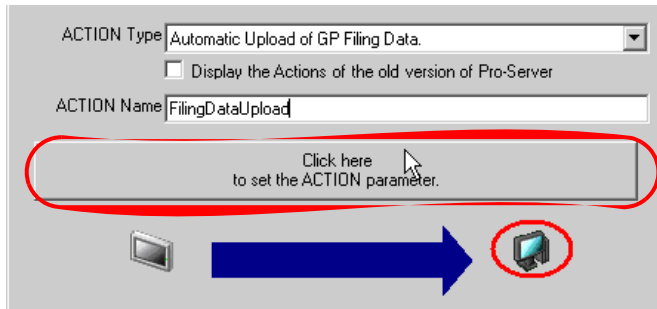 ACTION Type Automatic Upload of GP Filing Data.
Display the Actions of the old version of Pro-Server
ACTION Name FilingDataUpload
Click here
to set the ACTION parameter.